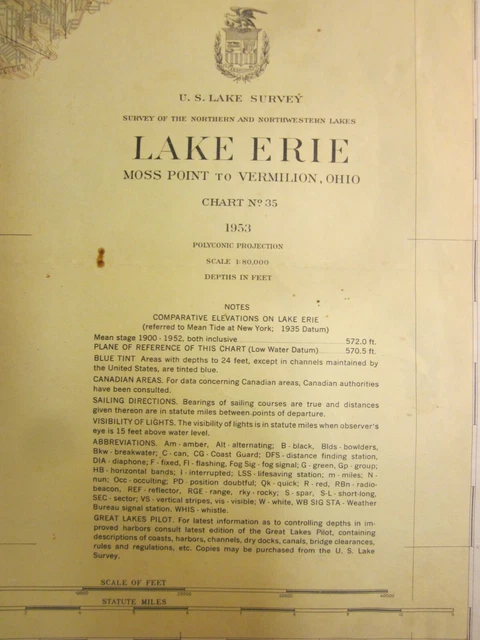 U. S. LAKE SURVEY
SURVEY OF THE NORTHERN AND NORTHWESTERN LAKES
LAKE ERIE
MOSS POINT TO VERMILION, OHIO
CHART Nº 35
1953
POLYCONIC PROJECTION
SCALE 1:80,000
DEPTHS IN FEET
NOTES
COMPARATIVE ELEVATIONS ON LAKE ERIE
(referred to Mean Tide at New York; 1935 Datum)
Mean stage 1900 - 1952, both inclusive 572.0 ft.
PLANE OF REFERENCE OF THIS CHART (Low Water Datum) 570.5 ft.
BLUE TINT Areas with depths to 24 feet, except in channels maintained by
the United States, are tinted blue.
CANADIAN AREAS. For data concerning Canadian areas, Canadian authorities
have been consulted.
SAILING DIRECTIONS. Bearings of sailing courses are true and distances
given thereon are in statute miles between points of departure.
VISIBILITY OF LIGHTS. The visibility of lights is in statute miles when observer's
eye is 15 feet above water level.
ABBREVIATIONS. Am - amber, Alt - alternating; B - black, Blds - bowlders,
Bkw - breakwater; C - can, CG - Coast Guard; DFS - distance finding station,
DIA - diaphone; F - fixed, Fl - flashing, Fog Sig - fog signal; G - green, Gp - group;
HB - horizontal bands; I - interrupted; LSS - lifesaving station; m - miles; N -
nun; Occ - occulting; PD - position doubtful; Qk - quick; R - red, RBn - radio-
beacon, REF - reflector, RGE - range, rky - rocky; S - spar, S-L - short-long,
SEC - sector; VS - vertical stripes, vis - visible; W - white, WB SIG STA - Weather
Bureau signal station, WHIS - whistle.
GREAT LAKES PILOT. For latest information as to controlling depths in im-
proved harbors consult latest edition of the Great Lakes Pilot, containing
descriptions of coasts, harbors, channels, dry docks, canals, bridge clearances,
rules and regulations, etc. Copies may be purchased from the U. S. Lake
Survey.
SCALE OF FEET
STATUTE MILES